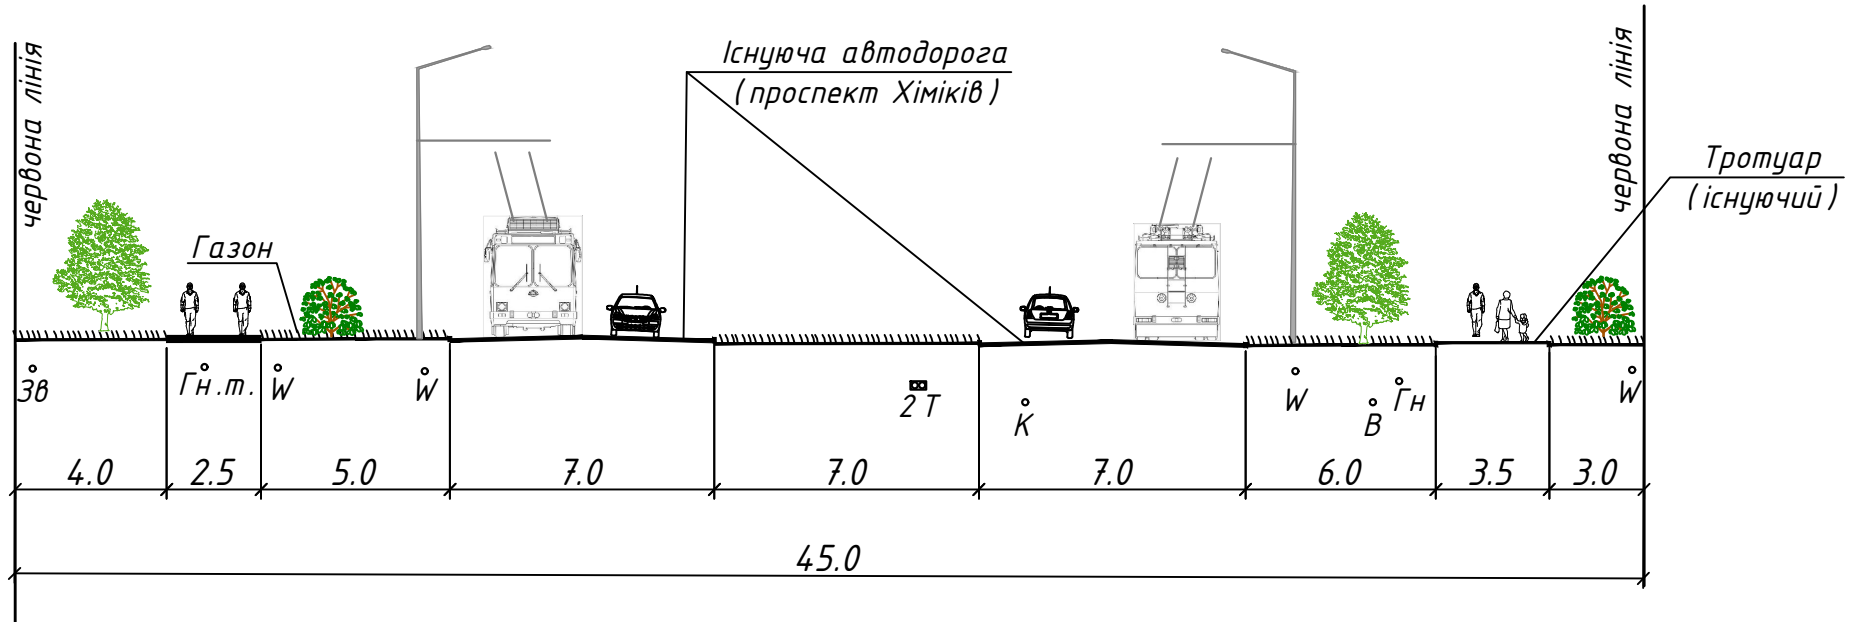 червона лінія
Існуюча автодорога
(проспект Хіміків)
червона лінія
Тротуар
(існуючий)
Газон
Зв
Гн.т.
W
W
2 Т
К
W
В
Гн
W
4.0
2.5
5.0
7.0
7.0
7.0
6.0
3.5
3.0
45.0